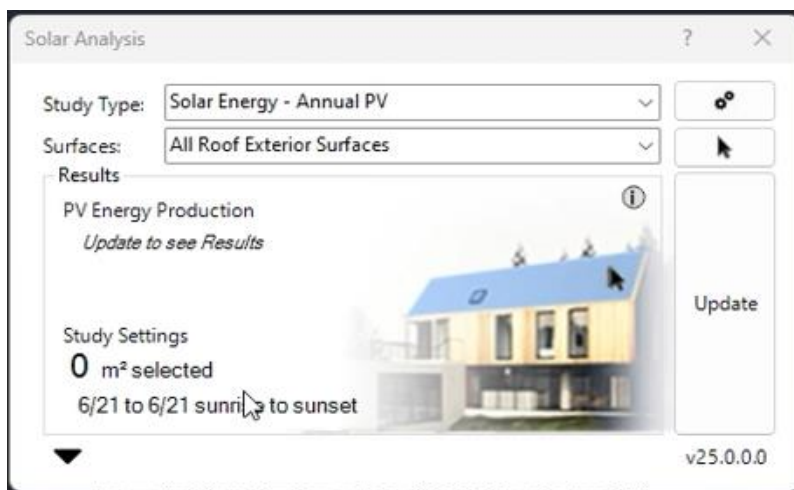 Solar Analysis ?
Study Type: Solar Energy - Annual PV
Surfaces: All Roof Exterior Surfaces
Results
PV Energy Production
Update to see Results
Update
Study Settings
0 m² selected
6/21 to 6/21 sunrise to sunset
v25.0.0.0